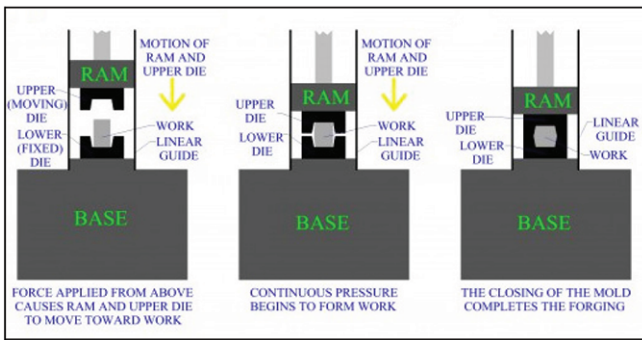 MOTION OF
RAM AND
UPPER DIE
RAM
UPPER
(MOVING)
DIE
LOWER
(FIXED)
DIE
WORK
LINEAR
GUIDE
BASE
FORCE APPLIED FROM ABOVE
CAUSES RAM AND UPPER DIE
TO MOVE TOWARD WORK
MOTION OF
RAM AND
UPPER DIE
RAM
UPPER DIE
LOWER
DIE
WORK
LINEAR
GUIDE
BASE
CONTINUOUS PRESSURE
BEGINS TO FORM WORK
RAM
UPPER DIE
LOWER DIE
LINEAR
GUIDE
WORK
BASE
THE CLOSING OF THE MOLD
COMPLETES THE FORGING